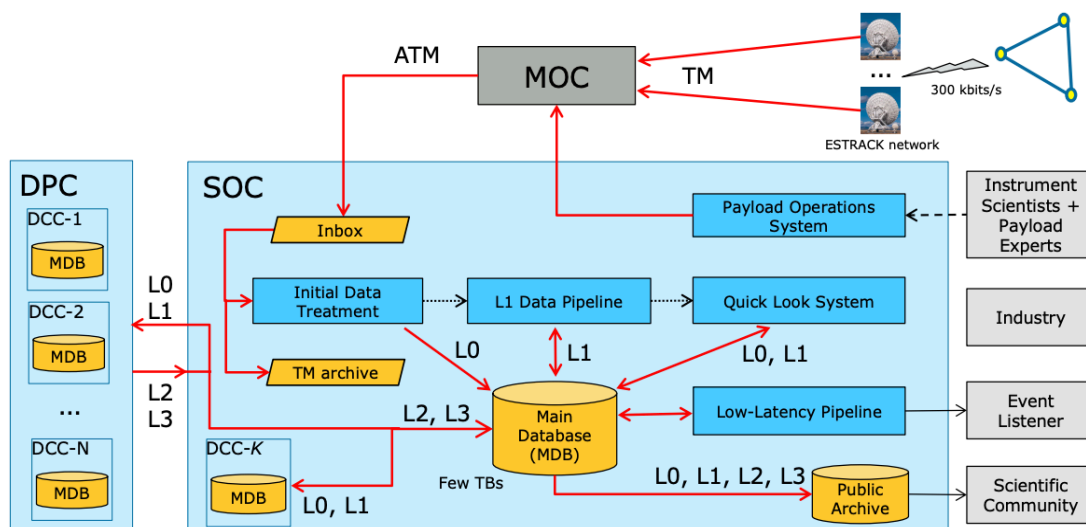 ATM
MOC
TM
...
300 kbits/s
ESTRACK network
DPC
DCC-1
MDB
DCC-2
MDB
...
DCC-N
MDB
L0
L1
L2
L3
SOC
Inbox
Payload Operations
System
Initial Data
Treatment
L1 Data Pipeline
Quick Look System
TM archive
L0
L1
L0, L1
L2, L3
Main
Database
(MDB)
Low-Latency Pipeline
DCC-K
MDB
L0, L1
Few TBs
L0, L1, L2, L3
Public
Archive
Instrument
Scientists +
Payload
Experts
Industry
Event
Listener
Scientific
Community